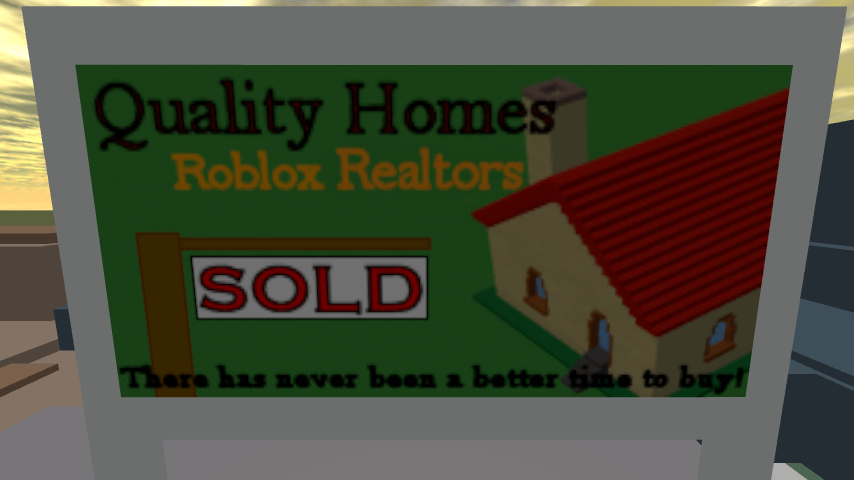 Quality Homes
Roblox Realtors
SOLD
There has never been a better time to buy!